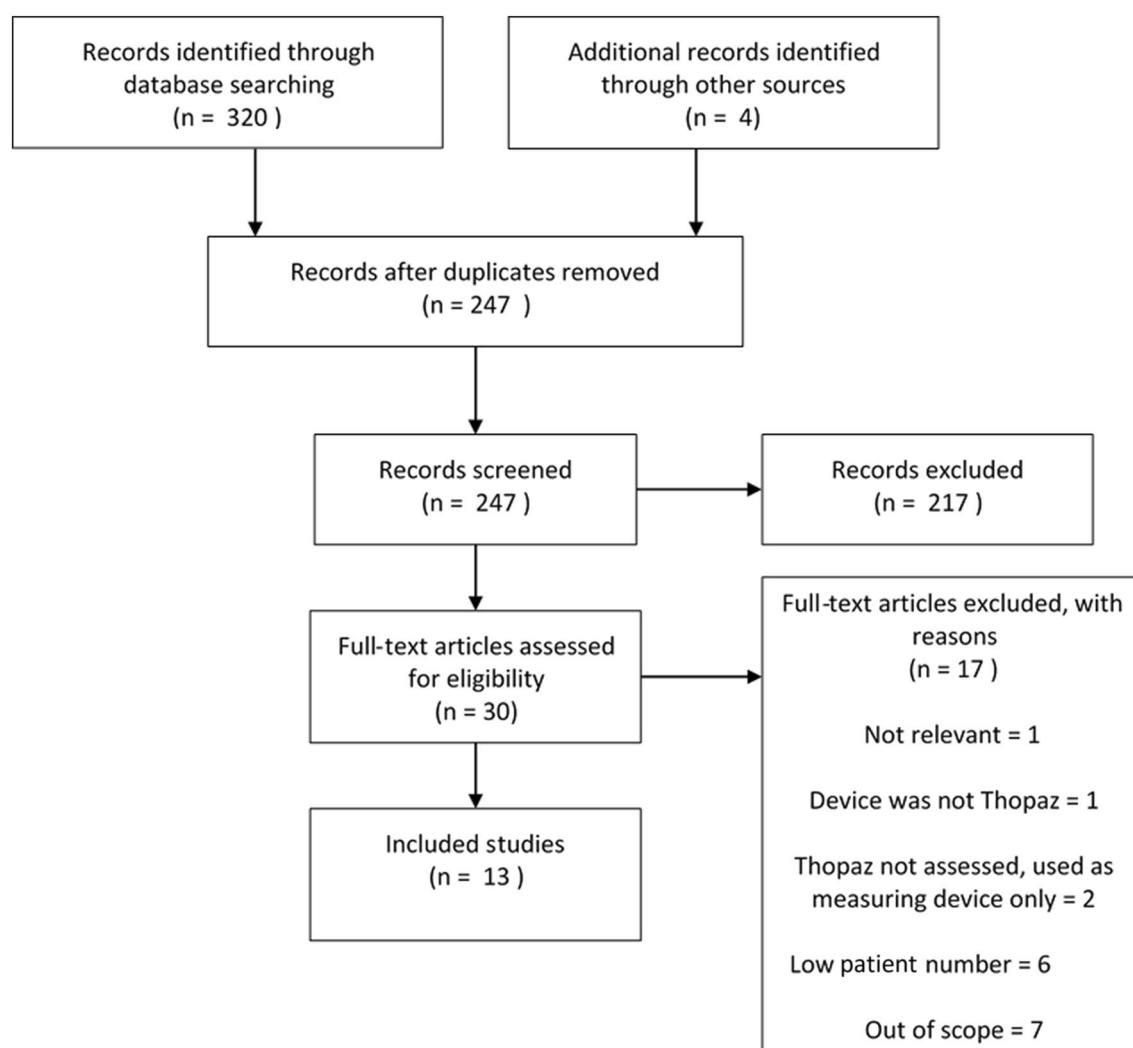 Records identified through
database searching
(n =  320 )
Additional records identified
through other sources
(n =  4)
Records after duplicates removed
(n = 247  )
Records screened
(n =  247 )
Records excluded
(n =  217 )
Full-text articles assessed
for eligibility
(n = 30)
Full-text articles excluded, with
reasons
(n = 17 )
Not relevant = 1
Device was not Thopaz = 1
Thopaz not assessed, used as
measuring device only = 2
Low patient number = 6
Out of scope = 7
Included studies
(n =  13 )